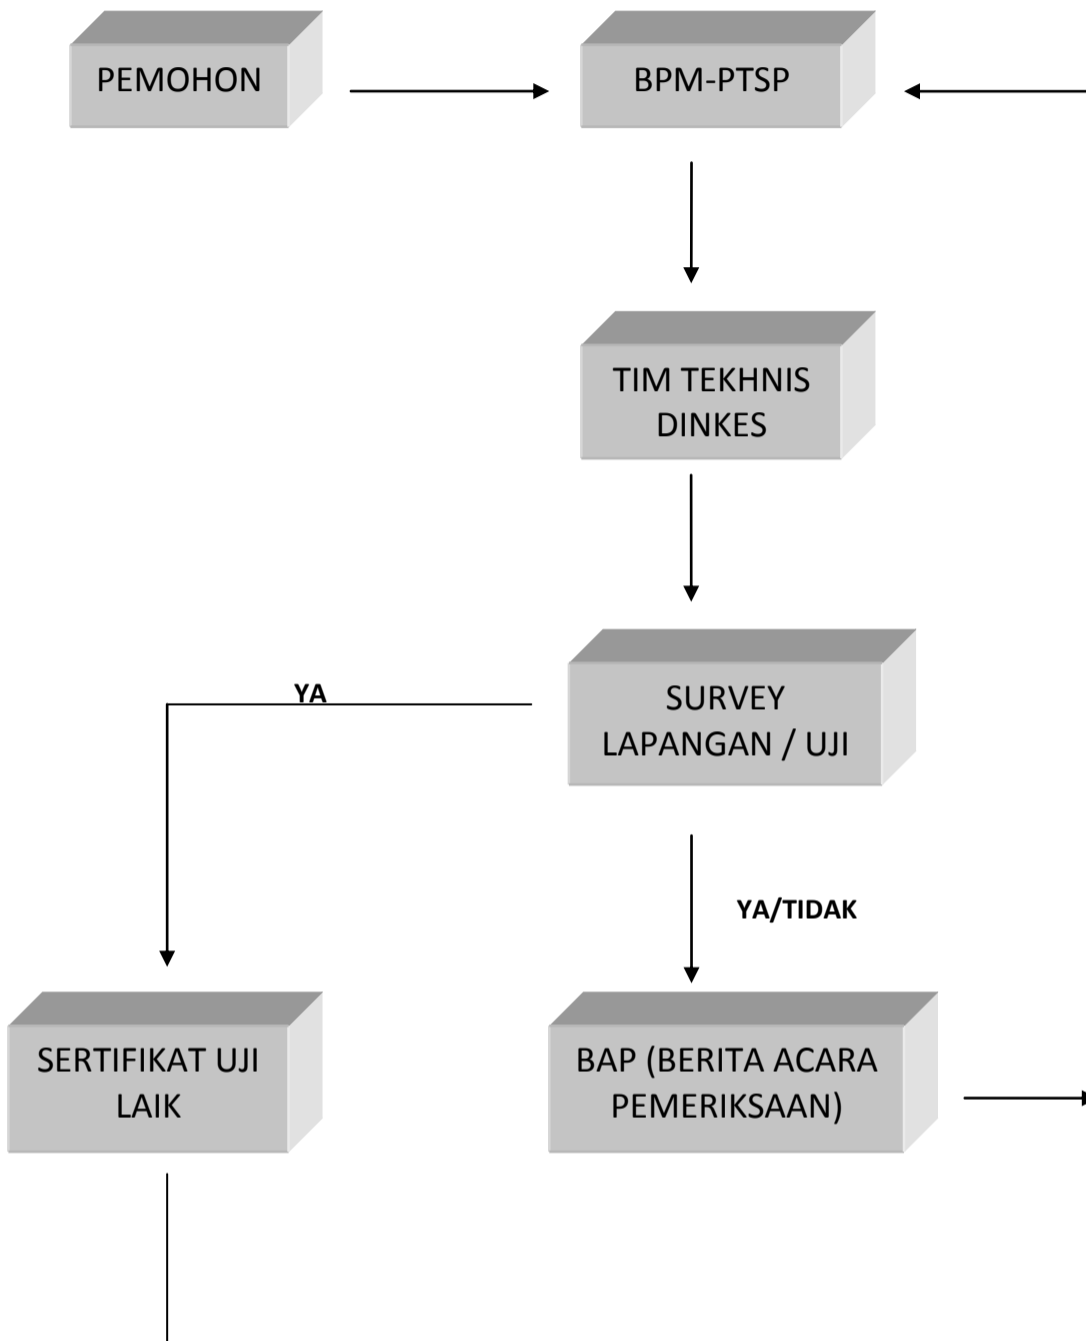 PEMOHON
BPM-PTSP
TIM TEKHNIS
DINKES
SURVEY
LAPANGAN / UJI
YA
YA/TIDAK
SERTIFIKAT UJI
LAIK
BAP (BERITA ACARA
PEMERIKSAAN)